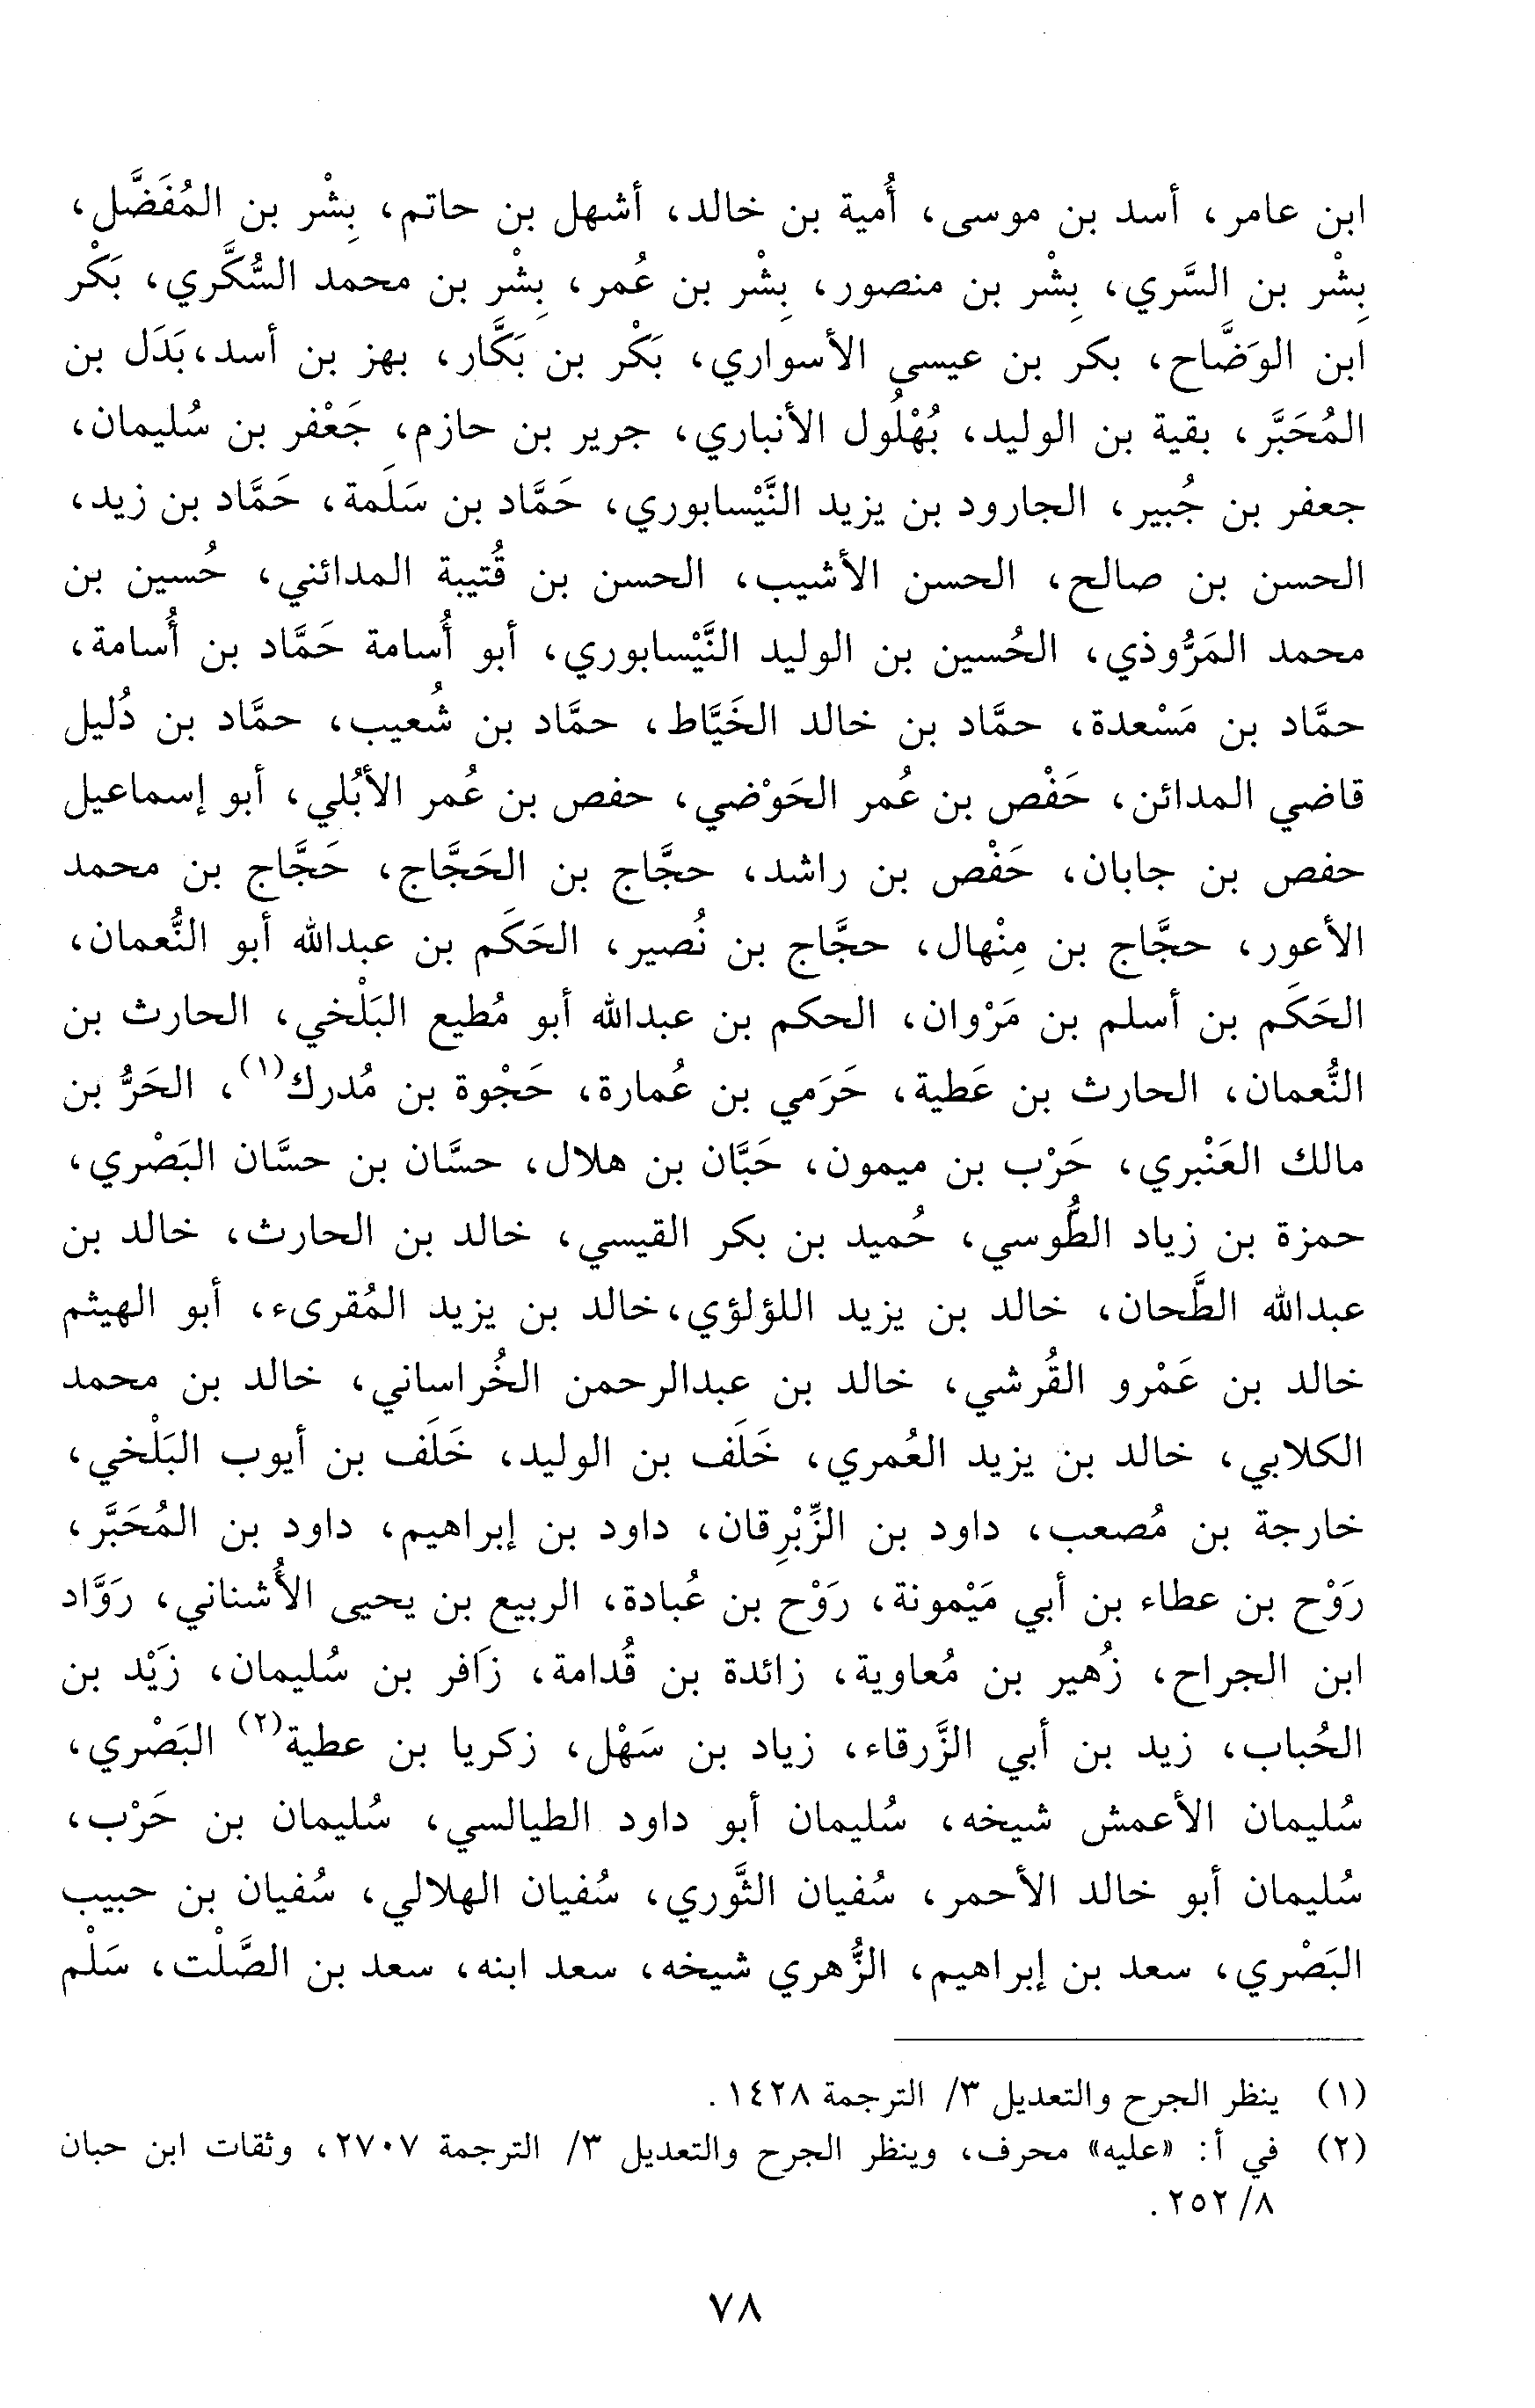 ابن عامر، أسد بن موسى، أُمية بن خالد، أشهل بن حاتم، بِشْر بن المُفَضَّل،
بِشْر بن السَّري، بِشْر بن منصور، بِشْر بن عُمر، بِشْر بن محمد السُّكَّري، بَكْر
ابن الوَضَّاح، بكر بن عيسى الأسواري، بَكْر بن بَكَّار، بهز بن أسد،بَدَل بن
المُحَبَّر، بقية بن الوليد، بُهْلُول الأنباري، جرير بن حازم، جَعْفر بن سُليمان،
جعفر بن جُبير، الجارود بن يزيد النَّيْسابوري، حَمَّاد بن سَلَمة، حَمَّاد بن زيد،
الحسن بن صالح، الحسن الأشيب، الحسن بن قُتيبة المدائني، حُسين بن
محمد المَرُّوذي، الحُسين بن الوليد النَّيْسابوري، أبو أُسامة حَمَّاد بن أُسامة،
حمَّاد بن مَسْعدة، حمَّاد بن خالد الخَيَّاط، حمَّاد بن شُعيب، حمَّاد بن دُليل
قاضي المدائن، حَفْص بن عُمر الحَوْضي، حفص بن عُمر الأبُلي، أبو إسماعيل
حفص بن جابان، حَفْص بن راشد، حجَّاج بن الحَجَّاج، حَجَّاج بن محمد
الأعور، حجَّاج بن مِنْهال، حجَّاج بن نُصير، الحَكَم بن عبدالله أبو النُّعمان،
الحَكَم بن أسلم بن مَرْوان، الحكم بن عبدالله أبو مُطيع البَلْخي، الحارث بن
النُّعمان، الحارث بن عَطية، حَرَمي بن عُمارة، حَجْوة بن مُدرك(١)، الحَرُّ بن
مالك العَنْبري، حَرْب بن ميمون، حَبَّان بن هلال، حسَّان بن حسَّان البَصْري،
حمزة بن زياد الطُّوسي، حُميد بن بكر القيسي، خالد بن الحارث، خالد بن
عبدالله الطَّحان، خالد بن يزيد اللؤلؤي،خالد بن يزيد المُقرىء، أبو الهيثم
خالد بن عَمْرو القُرشي، خالد بن عبدالرحمن الخُراساني، خالد بن محمد
الكلابي، خالد بن يزيد العُمري، خَلَف بن الوليد، خَلَف بن أيوب البَلْخي،
خارجة بن مُصعب، داود بن الزِّبْرِقان، داود بن إبراهيم، داود بن المُحَبَّر،
رَوْح بن عطاء بن أبي مَيْمونة، رَوْح بن عُبادة، الربيع بن يحيى الأُشناني، رَوَّاد
ابن الجراح، زُهير بن مُعاوية، زائدة بن قُدامة، زَافر بن سُليمان، زَيْد بن
الحُباب، زيد بن أبي الزَّرقاء، زياد بن سَهْل، زكريا بن عطية(٢) البَصْري،
سُليمان الأعمش شيخه، سُليمان أبو داود الطيالسي، سُليمان بن حَرْب،
سُليمان أبو خالد الأحمر، سُفيان الثَّوري، سُفيان الهلالي، سُفيان بن حبيب
البَصْري، سعد بن إبراهيم، الزُّهري شيخه، سعد ابنه، سعد بن الصَّلْت، سَلْم
(١) ينظر الجرح والتعديل ٣/ الترجمة ١٤٢٨ .
(٢) في أ: «عليه» محرف، وينظر الجرح والتعديل ٣/ الترجمة ٢٧٠٧، وثقات ابن حبان
٨/ ٢٥٢ .
٧٨